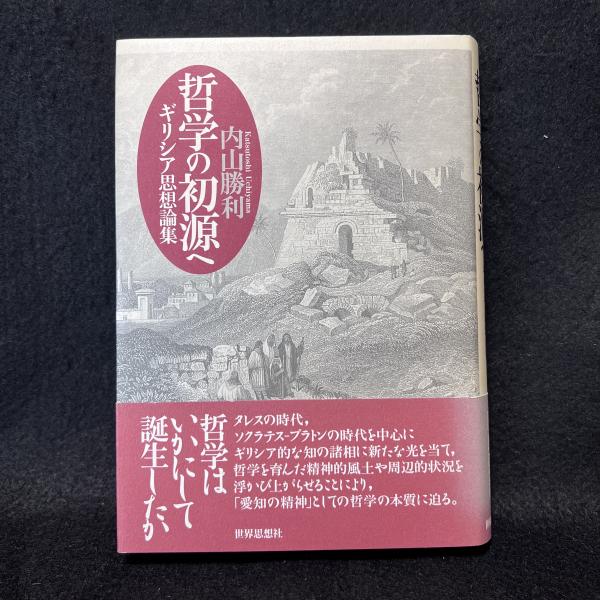 哲学の初源へ
ギリシア思想論集
内山勝利
Katsutoshi Uchiyama
哲学は
いかにして
誕生したか
タレスの時代,
ソクラテス-プラトンの時代を中心に
ギリシア的な知の諸相に新たな光を当て,
哲学を育んだ精神的風土や周辺的状況を
浮かび上がらせることにより,
「愛知の精神」としての哲学の本質に迫る。
世界思想社